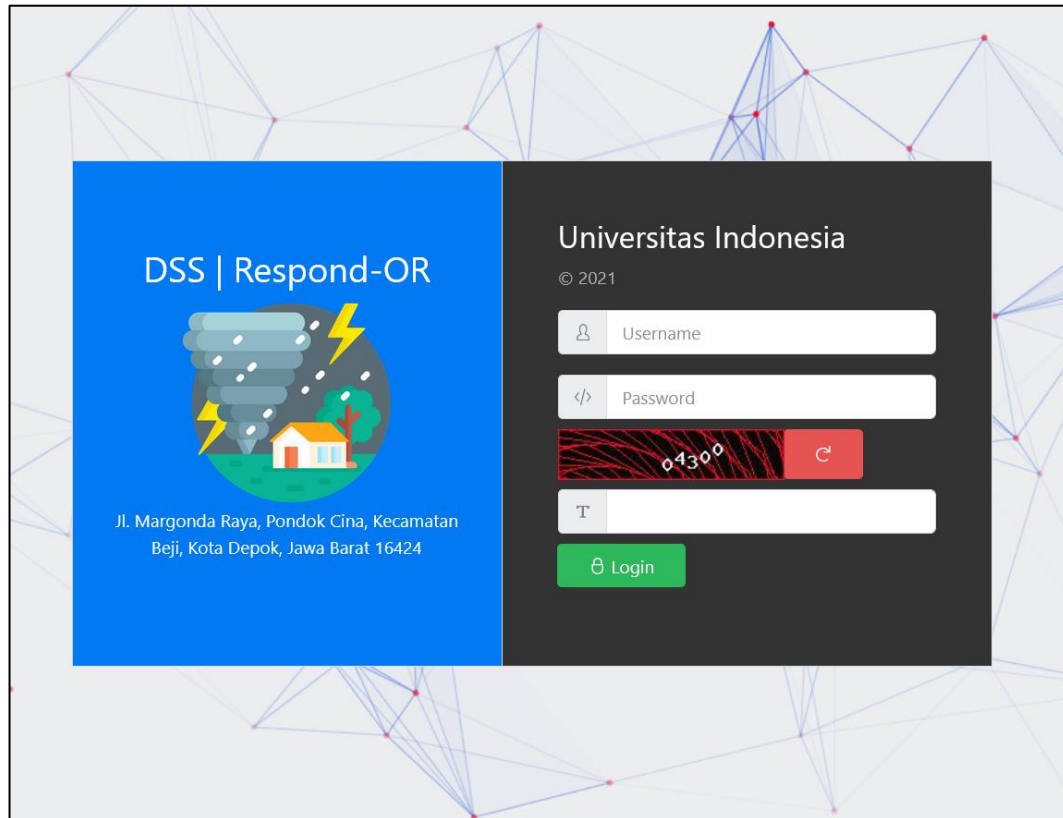 DSS | Respond-OR
Jl. Margonda Raya, Pondok Cina, Kecamatan
Beji, Kota Depok, Jawa Barat 16424
Universitas Indonesia
© 2021
Username
Password
04300
Login